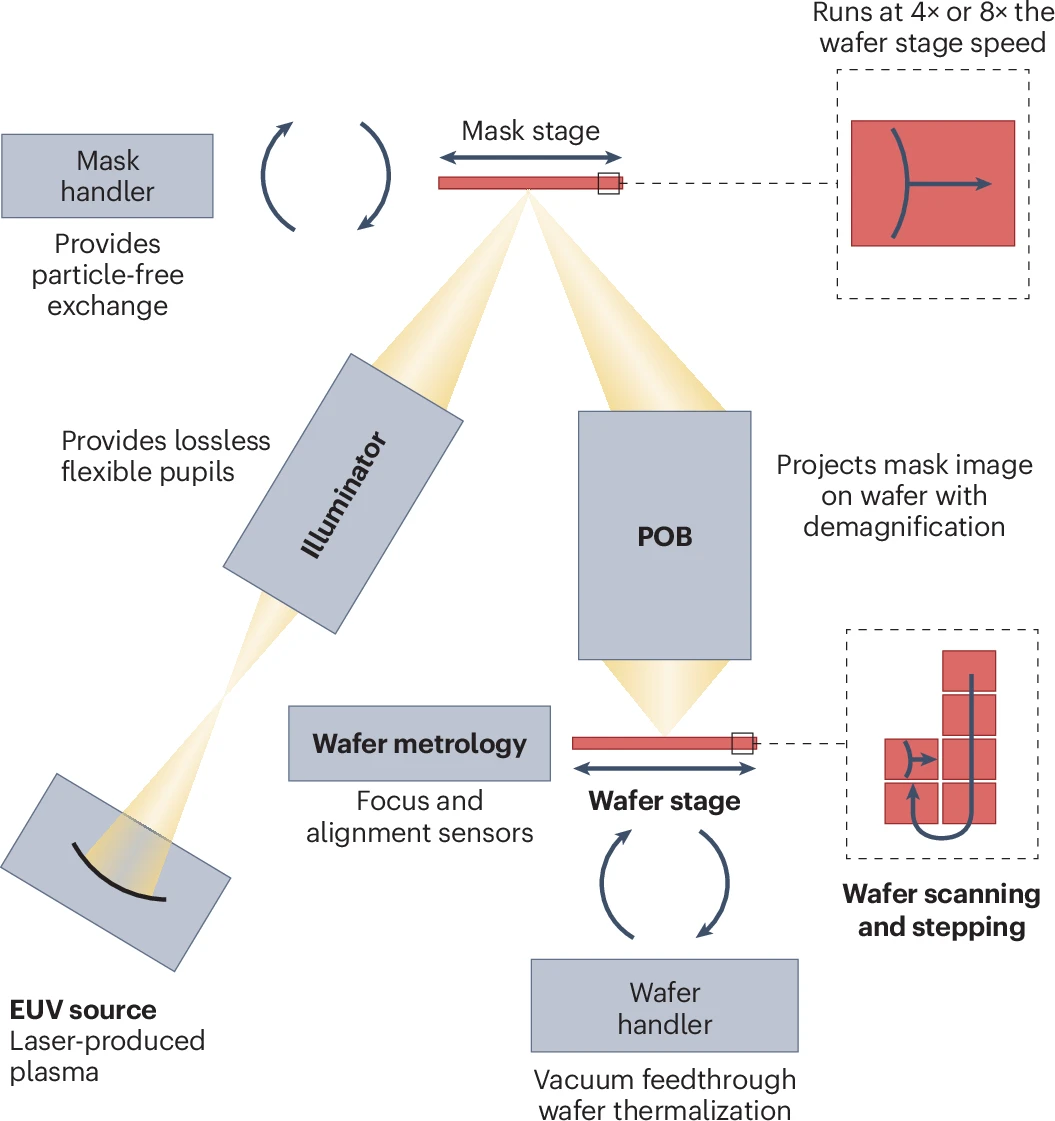 Runs at 4× or 8× the
wafer stage speed
Mask stage
Mask
handler
Provides
particle-free
exchange
Provides lossless
flexible pupils
Illuminator
POB
Projects mask image
on wafer with
demagnification
Wafer metrology
Focus and
alignment sensors
Wafer stage
Wafer scanning
and stepping
EUV source
Laser-produced
plasma
Wafer
handler
Vacuum feedthrough
wafer thermalization